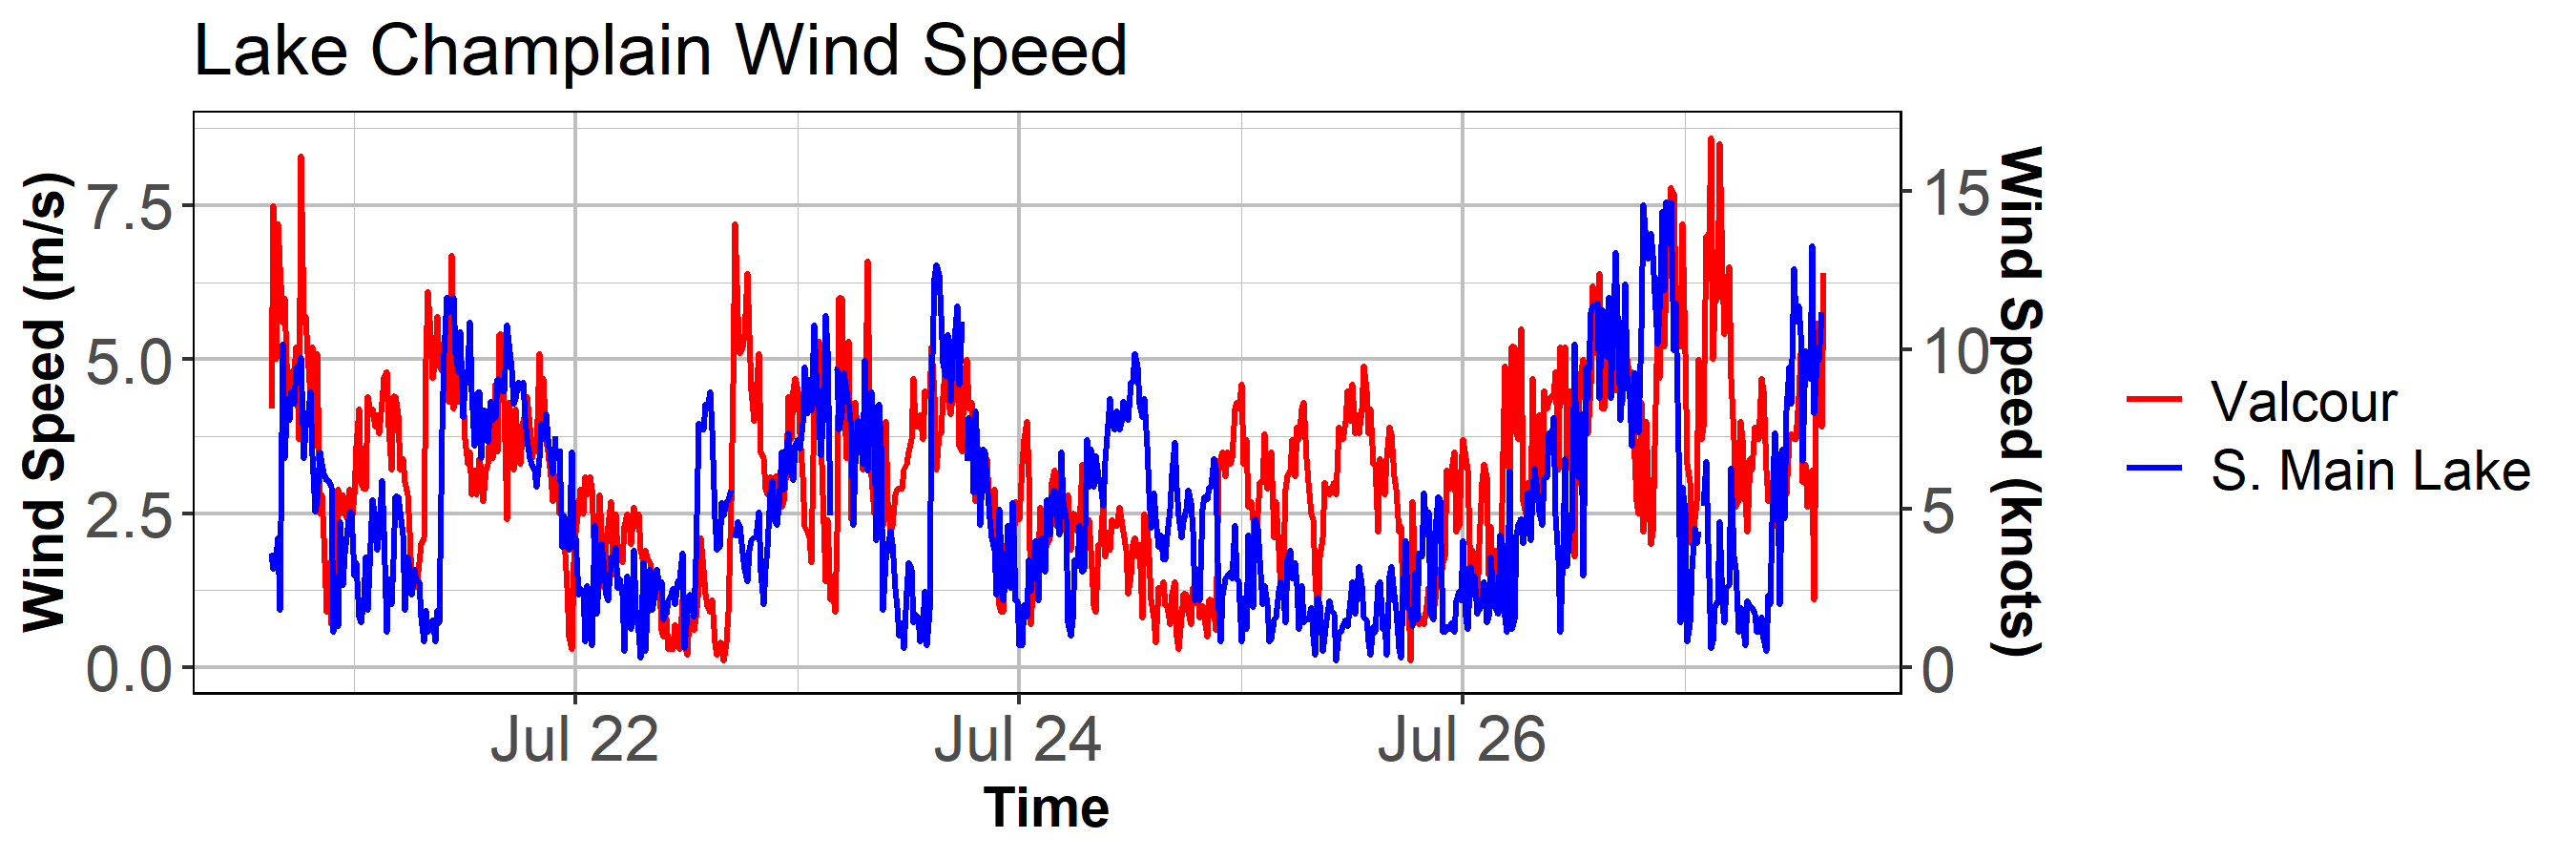 Lake Champlain Wind Speed
Wind Speed (m/s)
7.5
5.0
2.5
0.0
15
10
5
0
Wind Speed (knots)
Jul 22
Jul 24
Jul 26
Time
Valcour
S. Main Lake